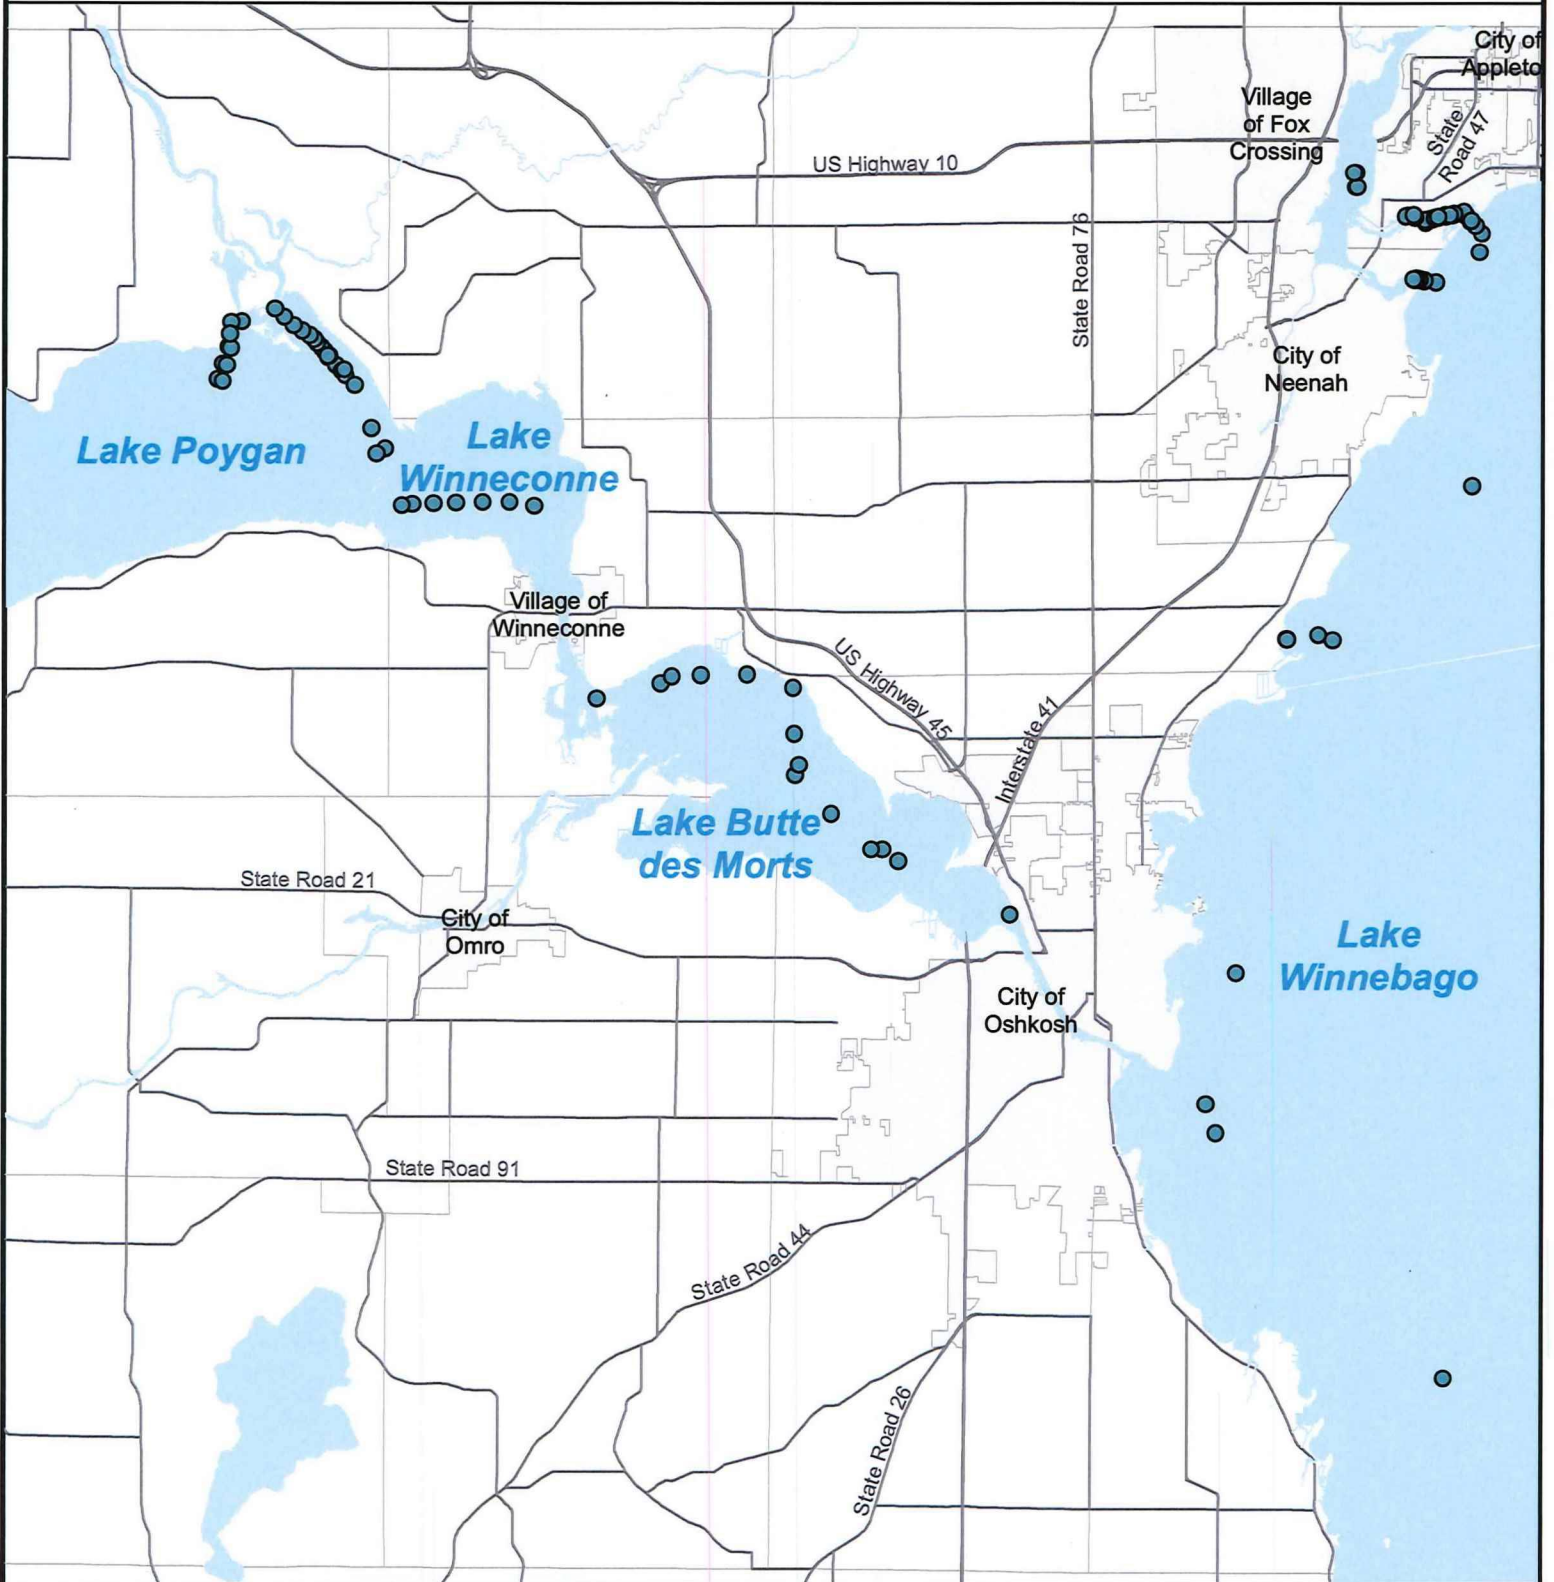 City of
Appleto
Village
of Fox
Crossing
State
Road 47
US Highway 10
State Road 76
City of
Neenah
Lake Poygan
Lake
Winneconne
Village of
Winneconne
US Highway 45
Interstate 41
Lake Butte
des Morts
State Road 21
City of
Omro
Lake
Winnebago
City of
Oshkosh
State Road 91
State Road 44
State Road 26